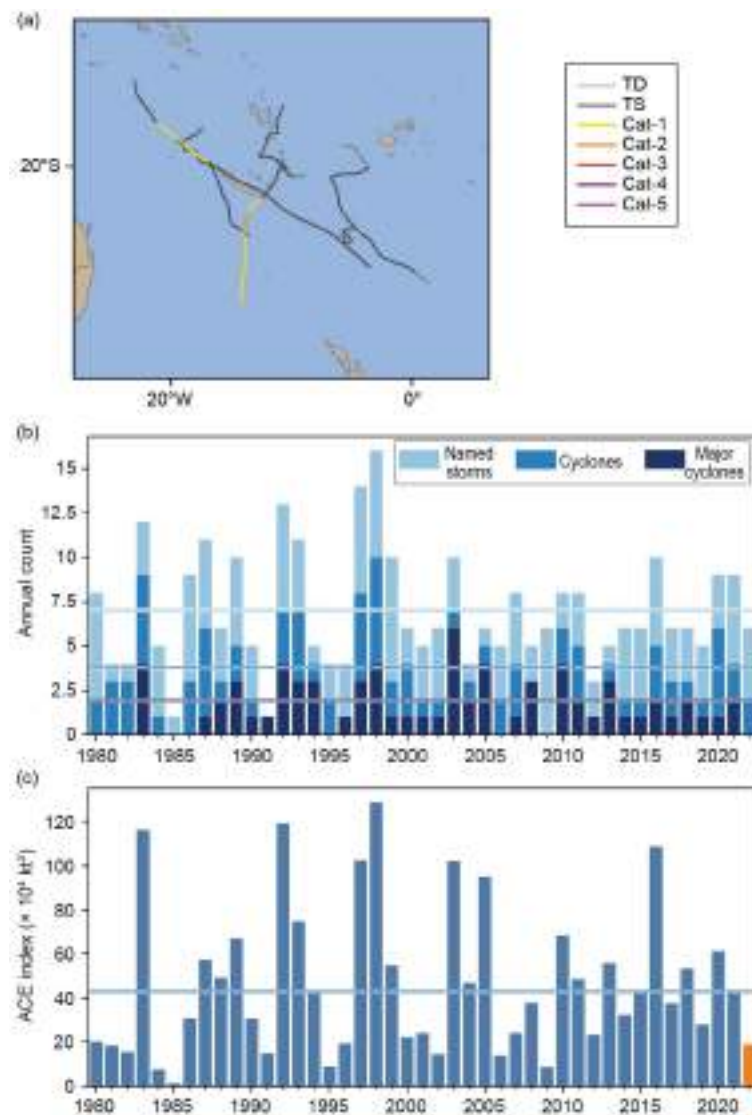 (a)
20°S
20°W
0°
TD
TS
Cat-1
Cat-2
Cat-3
Cat-4
Cat-5
(b)
Annual count
15
12.5
10
7.5
5
2.5
0
Named
storms
Cyclones
Major
cyclones
1980
1985
1990
1995
2000
2005
2010
2015
2020
(c)
ACE index (× 10⁴ kt²)
120
100
80
60
40
20
0
1980
1985
1990
1995
2000
2005
2010
2015
2020